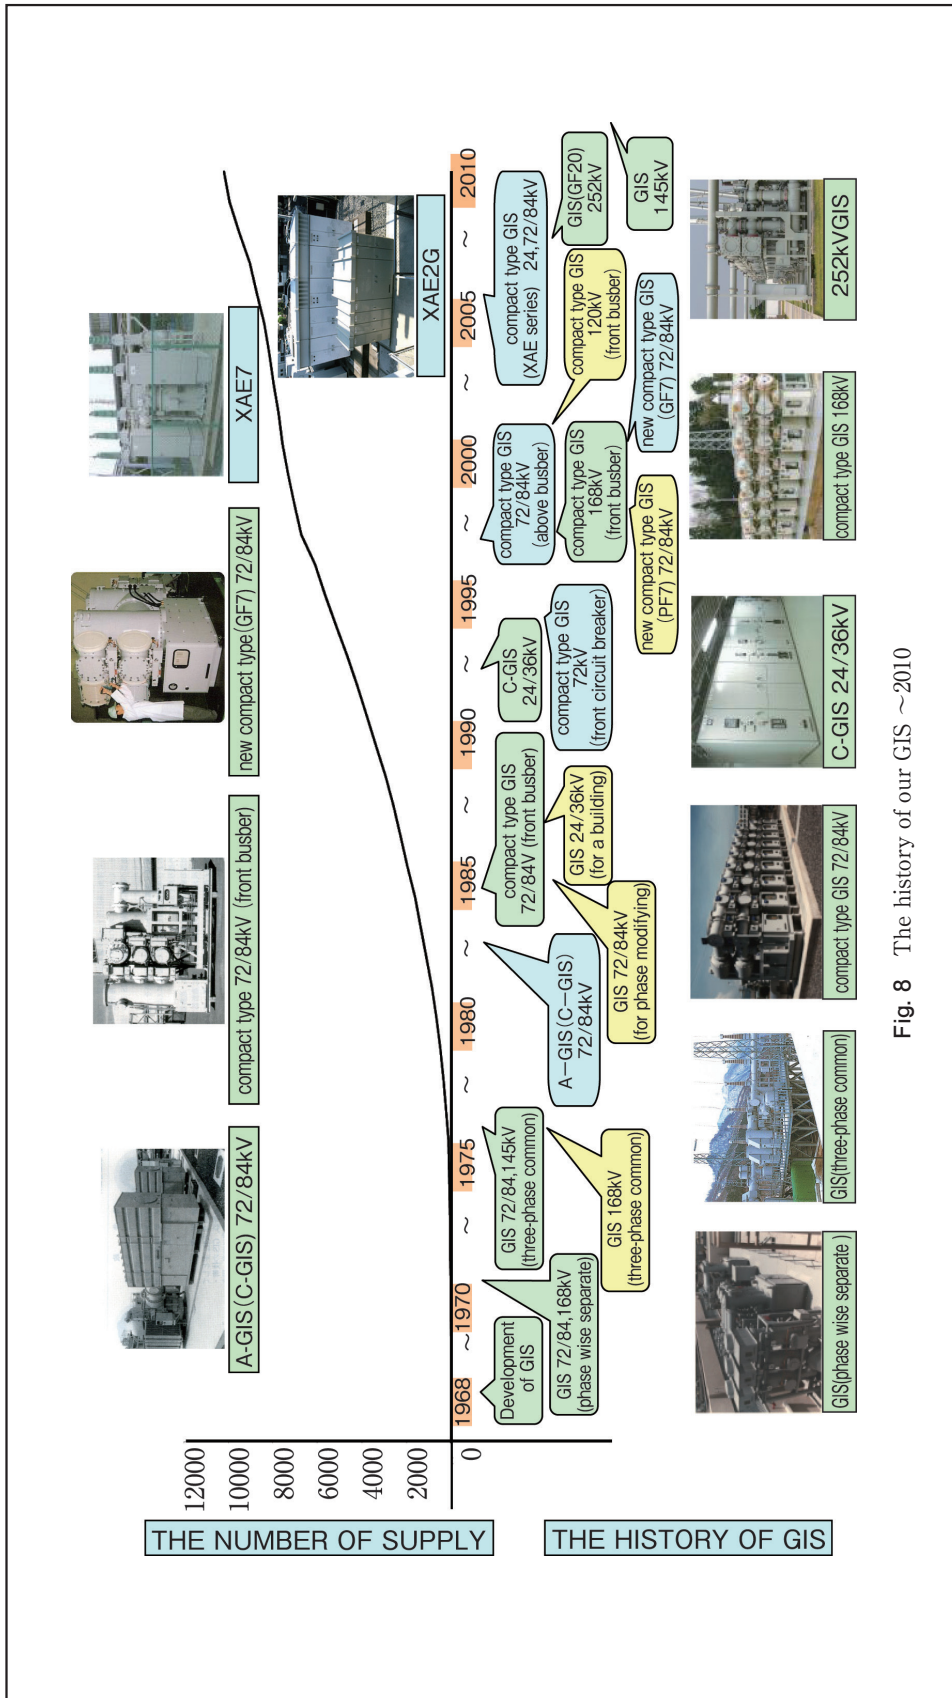 A-GIS(C-GIS) 72/84kV
compact type 72/84kV (front busber)
new compact type(GF7) 72/84kV
XAE7
XAE2G
THE NUMBER OF SUPPLY
12000
10000
8000
6000
4000
2000
0
1968
~
1970
~
1975
~
1980
~
1985
~
1990
~
1995
~
2000
~
2005
~
2010
THE HISTORY OF GIS
Development
of GIS
GIS 72/84,168kV
(phase wise separate)
GIS 72/84,145kV
(three-phase common)
GIS 168kV
(three-phase common)
A-GIS(C-GIS)
72/84kV
GIS 72/84kV
(for phase modifying)
compact type GIS
72/84V (front busber)
GIS 24/36kV
(for a building)
C-GIS
24/36kV
compact type GIS
72kV
(front circuit breaker)
compact type GIS
72/84kV
(above busber)
compact type GIS
168kV
(front busber)
new compact type GIS
(PF7) 72/84kV
compact type GIS
(XAE series) 24,72/84kV
compact type GIS
120kV
(front busber)
new compact type GIS
(GF7) 72/84kV
GIS(GF20)
252kV
GIS
145kV
GIS(phase wise separate )
GIS(three-phase common)
compact type GIS 72/84kV
C-GIS 24/36kV
compact type GIS 168kV
252kVGIS
Fig. 8 The history of our GIS ~2010